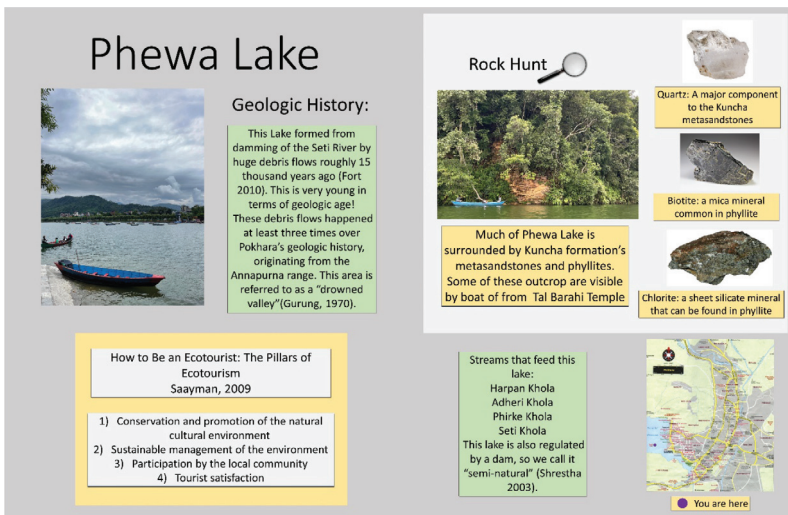 Phewa Lake
Geologic History:
This Lake formed from
damming of the Seti River by
huge debris flows roughly 15
thousand years ago (Fort
2010). This is very young in
terms of geologic age!
These debris flows happened
at least three times over
Pokhara's geologic history,
originating from the
Annapurna range. This area is
referred to as a "drowned
valley"(Gurung, 1970).
How to Be an Ecotourist: The Pillars of
Ecotourism
Saayman, 2009
1) Conservation and promotion of the natural
cultural environment
2) Sustainable management of the environment
3) Participation by the local community
4) Tourist satisfaction
Rock Hunt
Much of Phewa Lake is
surrounded by Kuncha formation's
metasandstones and phyllites.
Some of these outcrop are visible
by boat of from Tal Barahi Temple
Quartz: A major component
to the Kuncha
metasandstones
Biotite: a mica mineral
common in phyllite
Chlorite: a sheet silicate mineral
that can be found in phyllite
Streams that feed this
lake:
Harpan Khola
Adheri Khola
Phirke Khola
Seti Khola
This lake is also regulated
by a dam, so we call it
"semi-natural" (Shrestha
2003).
You are here